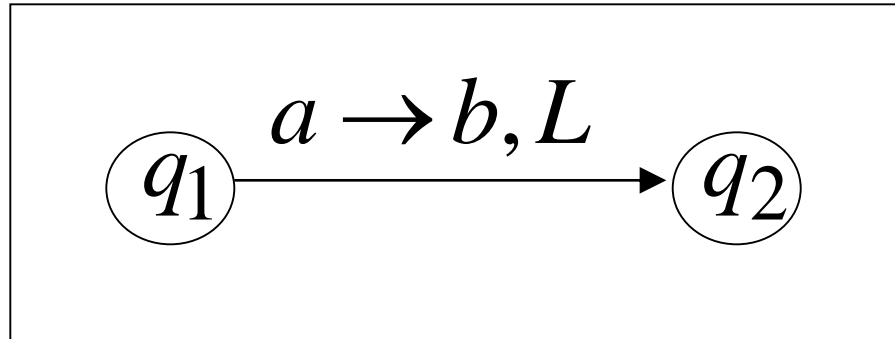 a → b, L
q₁ q₂